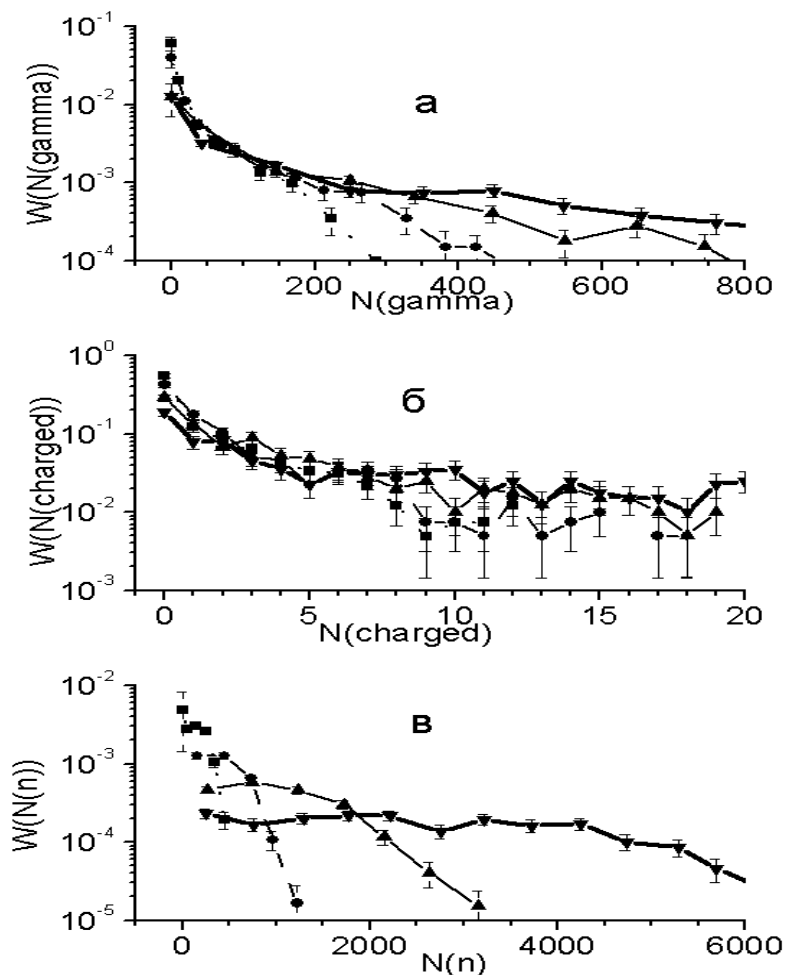 10^-1
10^-2
10^-3
10^-4
W(N(gamma))
а
0 200 400 600 800
N(gamma)
10^0
10^-1
10^-2
10^-3
W(N(charged))
б
0 5 10 15 20
N(charged)
10^-2
10^-3
10^-4
10^-5
W(N(n))
в
0 2000 4000 6000
N(n)